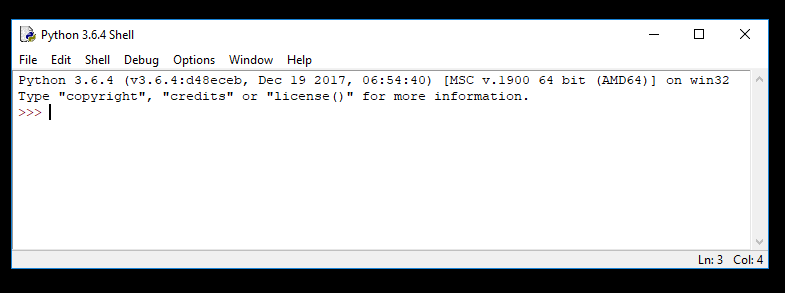 Python 3.6.4 Shell
File Edit Shell Debug Options Window Help
Python 3.6.4 (v3.6.4:d48eceb, Dec 19 2017, 06:54:40) [MSC v.1900 64 bit (AMD64)] on win32
Type "copyright", "credits" or "license()" for more information.
>>>
Ln: 3 Col: 4